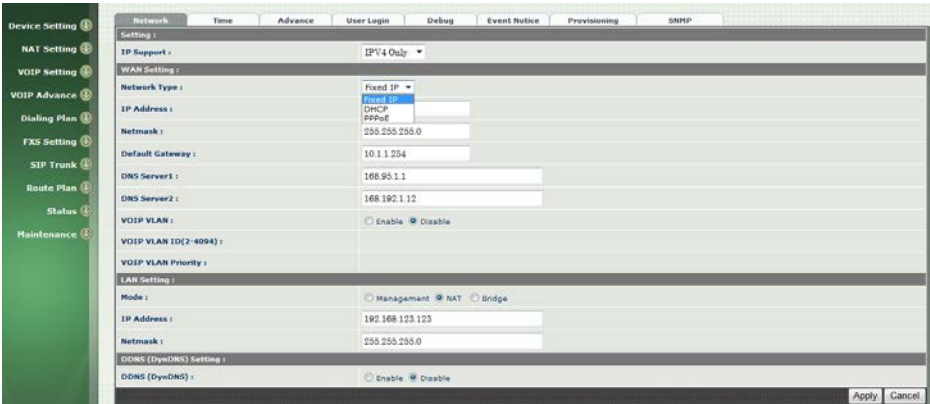 Network Time Advance User Login Debug Event Notice Provisioning SNMP
Device Setting
NAT Setting
VOIP Setting
VOIP Advance
Dialing Plan
FXS Setting
SIP Trunk
Route Plan
Status
Maintenance
Setting :
IP Support : IPV4 Only
WAN Setting :
Network Type : Fixed IP
Fixed IP
DHCP
PPPoE
IP Address :
Netmask : 255.255.255.0
Default Gateway : 10.1.1.254
DNS Server1 : 168.95.1.1
DNS Server2 : 168.192.1.12
VOIP VLAN : Enable Disable
VOIP VLAN ID(2-4094) :
VOIP VLAN Priority :
LAN Setting :
Mode : Management NAT Bridge
IP Address : 192.168.123.123
Netmask : 255.255.255.0
DDNS (DynDNS) Setting :
DDNS (DynDNS) : Enable Disable
Apply Cancel